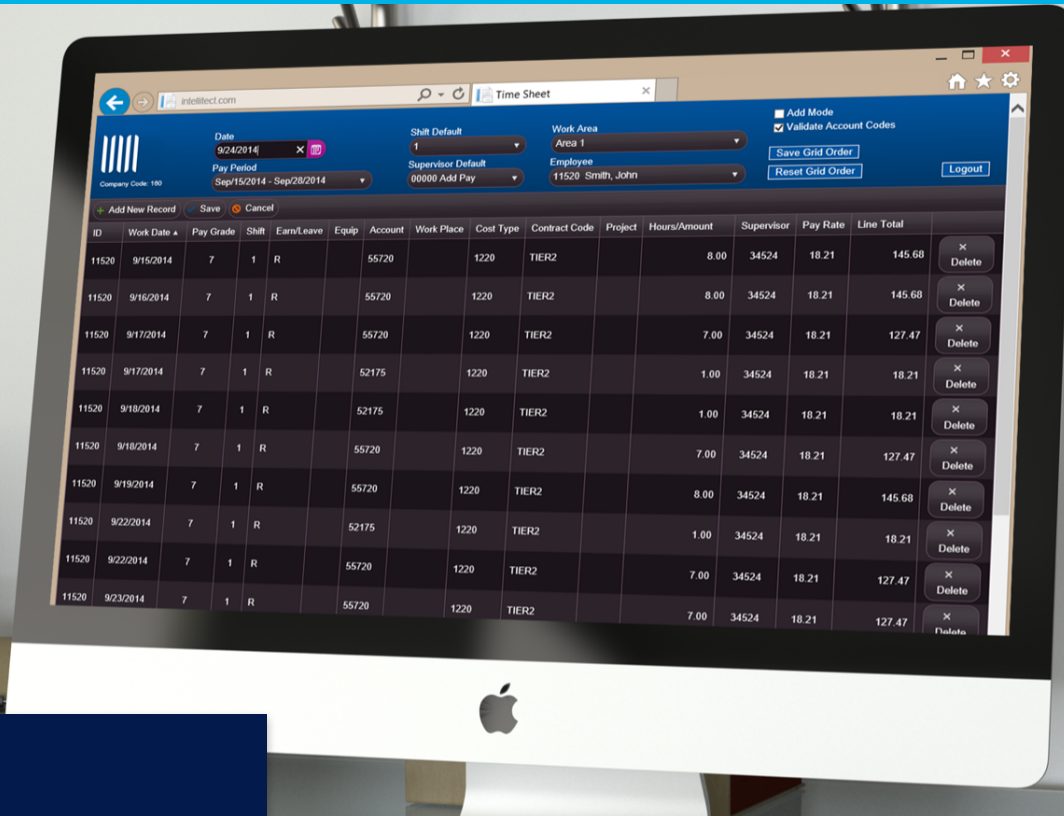 intellitect.com
Time Sheet
Date
9/24/2014
Pay Period
Sep/15/2014 - Sep/28/2014
Shift Default
1
Supervisor Default
00000 Add Pay
Work Area
Area 1
Employee
11520 Smith, John
Add Mode
Validate Account Codes
Save Grid Order
Reset Grid Order
Logout
Company Code: 160
Add New Record Save Cancel
ID Work Date Pay Grade Shift Earn/Leave Equip Account Work Place Cost Type Contract Code Project Hours/Amount Supervisor Pay Rate Line Total
11520 9/15/2014 7 1 R 55720 1220 TIER2 8.00 34524 18.21 145.68 Delete
11520 9/16/2014 7 1 R 55720 1220 TIER2 8.00 34524 18.21 145.68 Delete
11520 9/17/2014 7 1 R 55720 1220 TIER2 7.00 34524 18.21 127.47 Delete
11520 9/17/2014 7 1 R 52175 1220 TIER2 1.00 34524 18.21 18.21 Delete
11520 9/18/2014 7 1 R 52175 1220 TIER2 1.00 34524 18.21 18.21 Delete
11520 9/18/2014 7 1 R 55720 1220 TIER2 7.00 34524 18.21 127.47 Delete
11520 9/19/2014 7 1 R 55720 1220 TIER2 8.00 34524 18.21 145.68 Delete
11520 9/22/2014 7 1 R 52175 1220 TIER2 1.00 34524 18.21 18.21 Delete
11520 9/22/2014 7 1 R 55720 1220 TIER2 7.00 34524 18.21 127.47 Delete
11520 9/23/2014 7 1 R 55720 1220 TIER2 7.00 34524 18.21 127.47 Delete